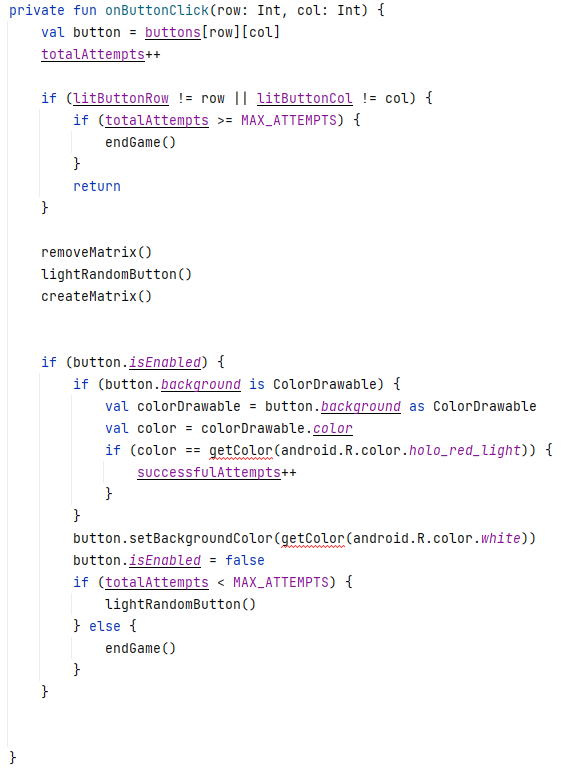 private fun onButtonClick(row: Int, col: Int) {
    val button = buttons[row][col]
    totalAttempts++

    if (litButtonRow != row || litButtonCol != col) {
        if (totalAttempts >= MAX_ATTEMPTS) {
            endGame()
        }
        return
    }

    removeMatrix()
    lightRandomButton()
    createMatrix()


    if (button.isEnabled) {
        if (button.background is ColorDrawable) {
            val colorDrawable = button.background as ColorDrawable
            val color = colorDrawable.color
            if (color == getColor(android.R.color.holo_red_light)) {
                successfulAttempts++
            }
        }
        button.setBackgroundColor(getColor(android.R.color.white))
        button.isEnabled = false
        if (totalAttempts < MAX_ATTEMPTS) {
            lightRandomButton()
        } else {
            endGame()
        }
    }


}